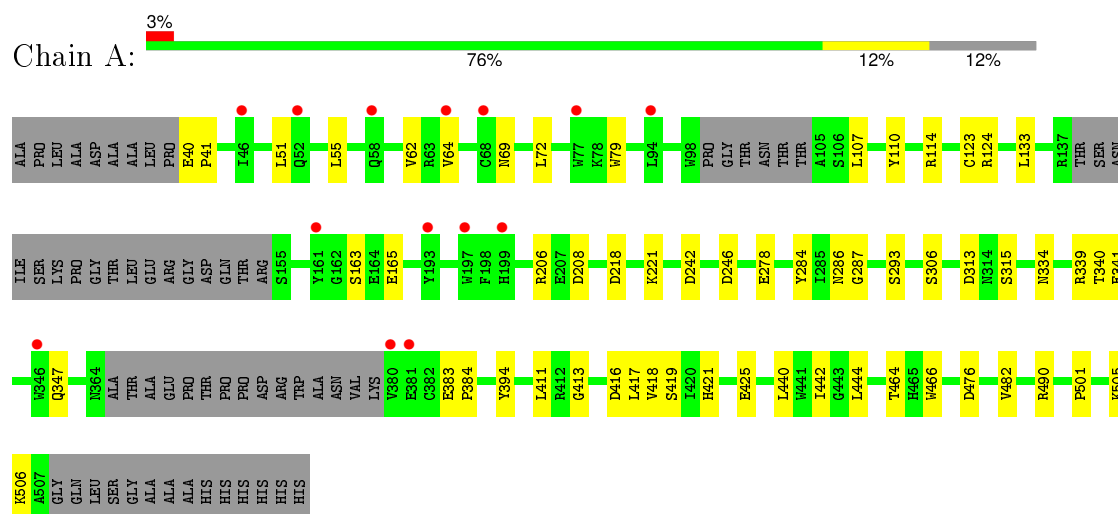 3%
Chain A:
76% 12% 12%
ALA PRO LEU ALA ASP ALA ALA LEU PRO E40 P41 I46 L51 Q52 L55 Q58 V62 R63 V64 C68 N69 L72 W77 K78 W79 L94 W98 PRO GLY THR ASN THR THR A105 S106 L107 Y110 R114 C123 R124 L133 R137 THR SER ASN
ILE SER LYS PRO GLY THR LEU GLU ARG GLY ASP GLN THR ARG S155 Y161 G162 S163 E164 E165 Y193 W197 F198 H199 R206 E207 D208 D218 K221 D242 D246 E278 Y284 I285 N286 G287 S293 S306 D313 N314 S315 N334 R339 T340 E341
W346 Q347 N364 ALA THR ALA GLU PRO THR PRO PRO ASP ARG TRP ALA ASN VAL LYS V380 E381 C382 E383 P384 Y394 L411 R412 G413 D416 L417 V418 S419 I420 H421 E425 L440 W441 I442 G443 L444 T464 H465 W466 D476 V482 R490 P501 K505
K506 A507 GLY GLN LEU SER GLY ALA ALA ALA HIS HIS HIS HIS HIS HIS